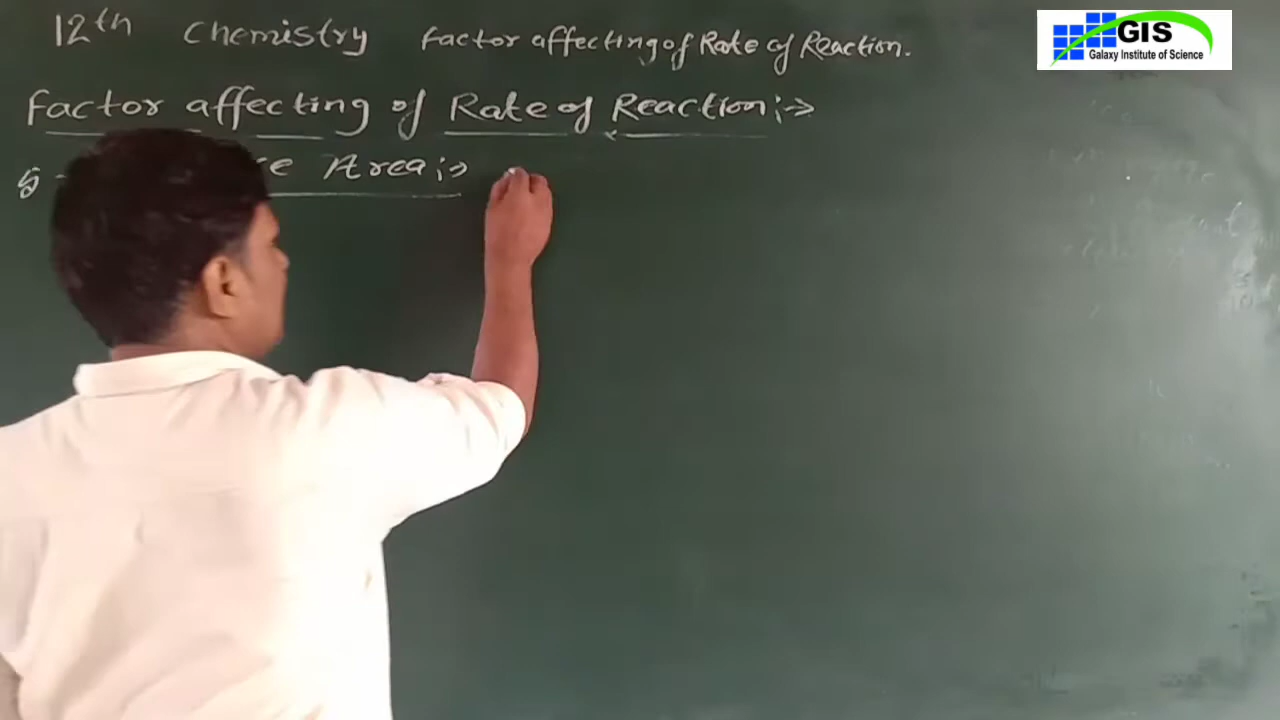 12th Chemistry factor affecting of Rate of Reaction.
GIS
Galaxy Institute of Science
factor affecting of Rate of Reaction :→
5 Area :→